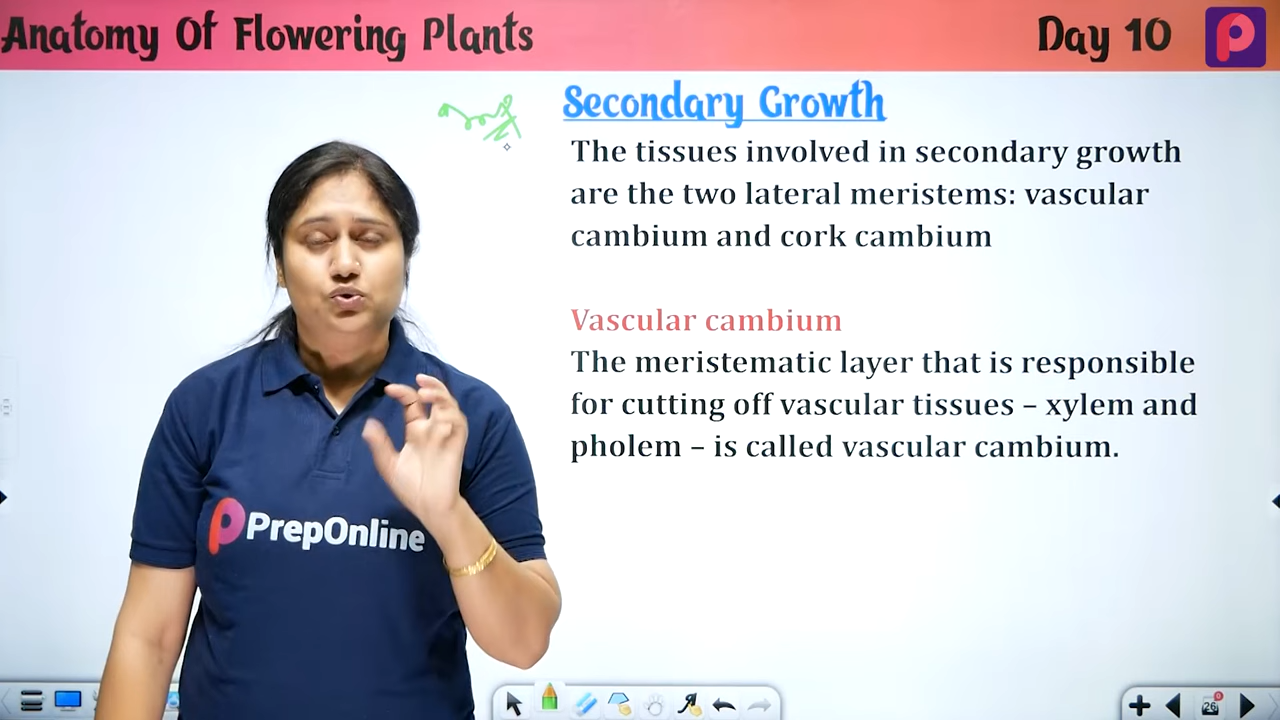 Anatomy Of Flowering Plants
Day 10
Secondary Growth
The tissues involved in secondary growth
are the two lateral meristems: vascular
cambium and cork cambium
Vascular cambium
The meristematic layer that is responsible
for cutting off vascular tissues – xylem and
pholem – is called vascular cambium.
PrepOnline
26